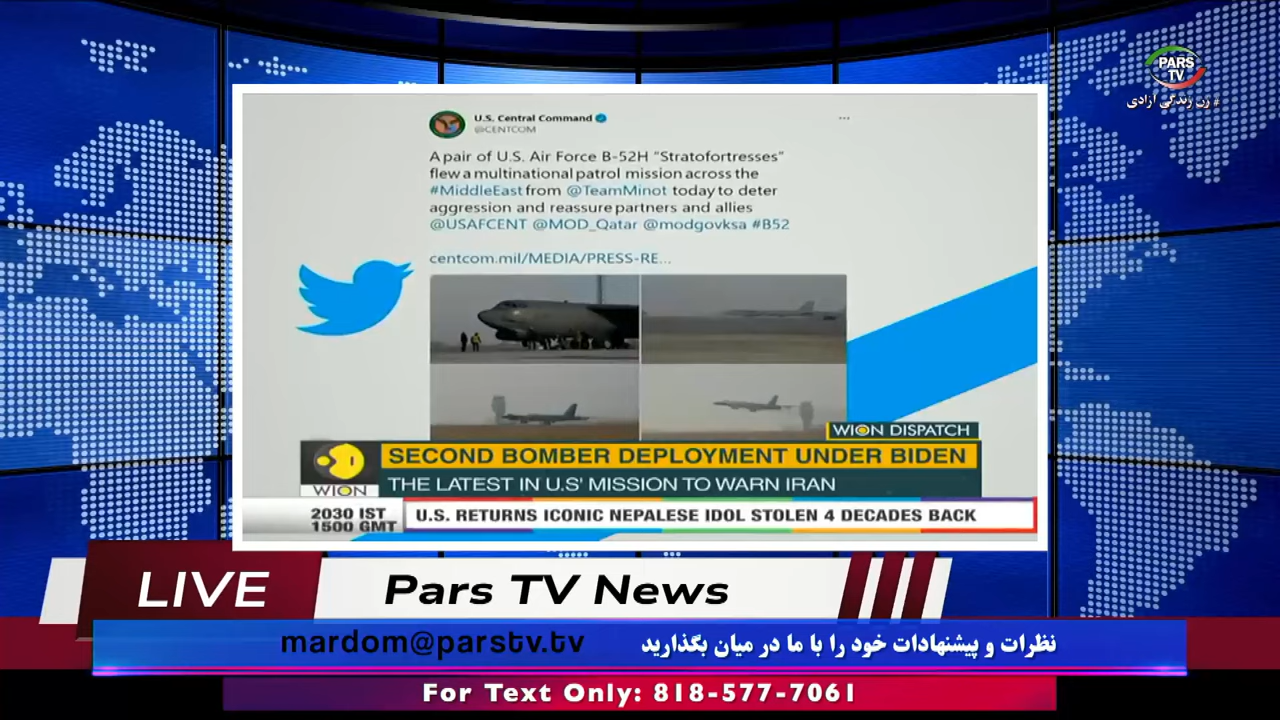 PARS
TV
# زن زندگی آزادی
U.S. Central Command
@CENTCOM
A pair of U.S. Air Force B-52H "Stratofortresses"
flew a multinational patrol mission across the
#MiddleEast from @TeamMinot today to deter
aggression and reassure partners and allies
@USAFCENT @MOD_Qatar @modgovksa #B52
centcom.mil/MEDIA/PRESS-RE...
WION DISPATCH
SECOND BOMBER DEPLOYMENT UNDER BIDEN
WION
THE LATEST IN U.S' MISSION TO WARN IRAN
2030 IST
1500 GMT
U.S. RETURNS ICONIC NEPALESE IDOL STOLEN 4 DECADES BACK
LIVE
Pars TV News
mardom@parstv.tv نظرات و پیشنهادات خود را با ما در میان بگذارید
For Text Only: 818-577-7061